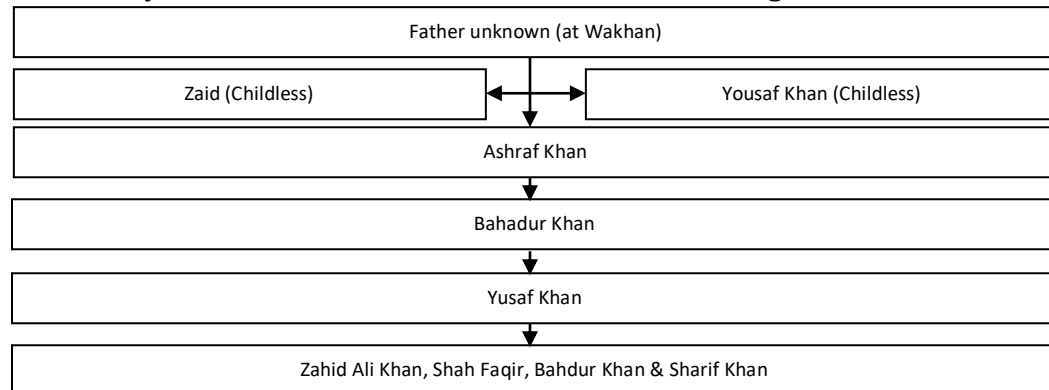 Father unknown (at Wakhan)
Zaid (Childless)
Yousaf Khan (Childless)
Ashraf Khan
Bahadur Khan
Yusaf Khan
Zahid Ali Khan, Shah Faqir, Bahdur Khan & Sharif Khan